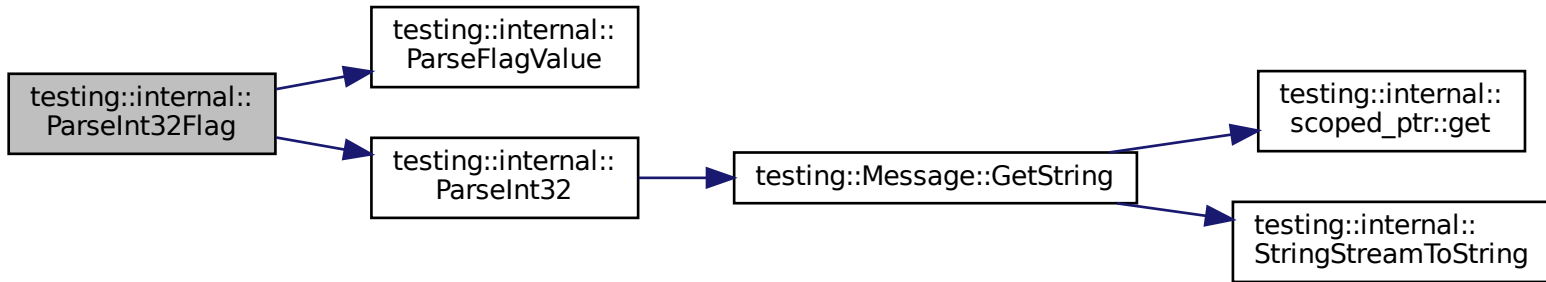 testing::internal::
ParseInt32Flag
testing::internal::
ParseFlagValue
testing::internal::
ParseInt32
testing::Message::GetString
testing::internal::
scoped_ptr::get
testing::internal::
StringStreamToString